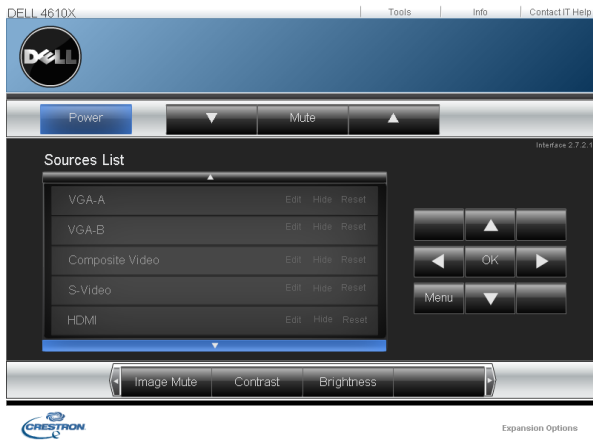 DELL 4610X
Tools
Info
Contact IT Help
DELL
Power
Mute
Interface 2.7.2.1
Sources List
VGA-A Edit Hide Reset
VGA-B Edit Hide Reset
Composite Video Edit Hide Reset
S-Video Edit Hide Reset
HDMI Edit Hide Reset
OK
Menu
Image Mute
Contrast
Brightness
CRESTRON
Expansion Options